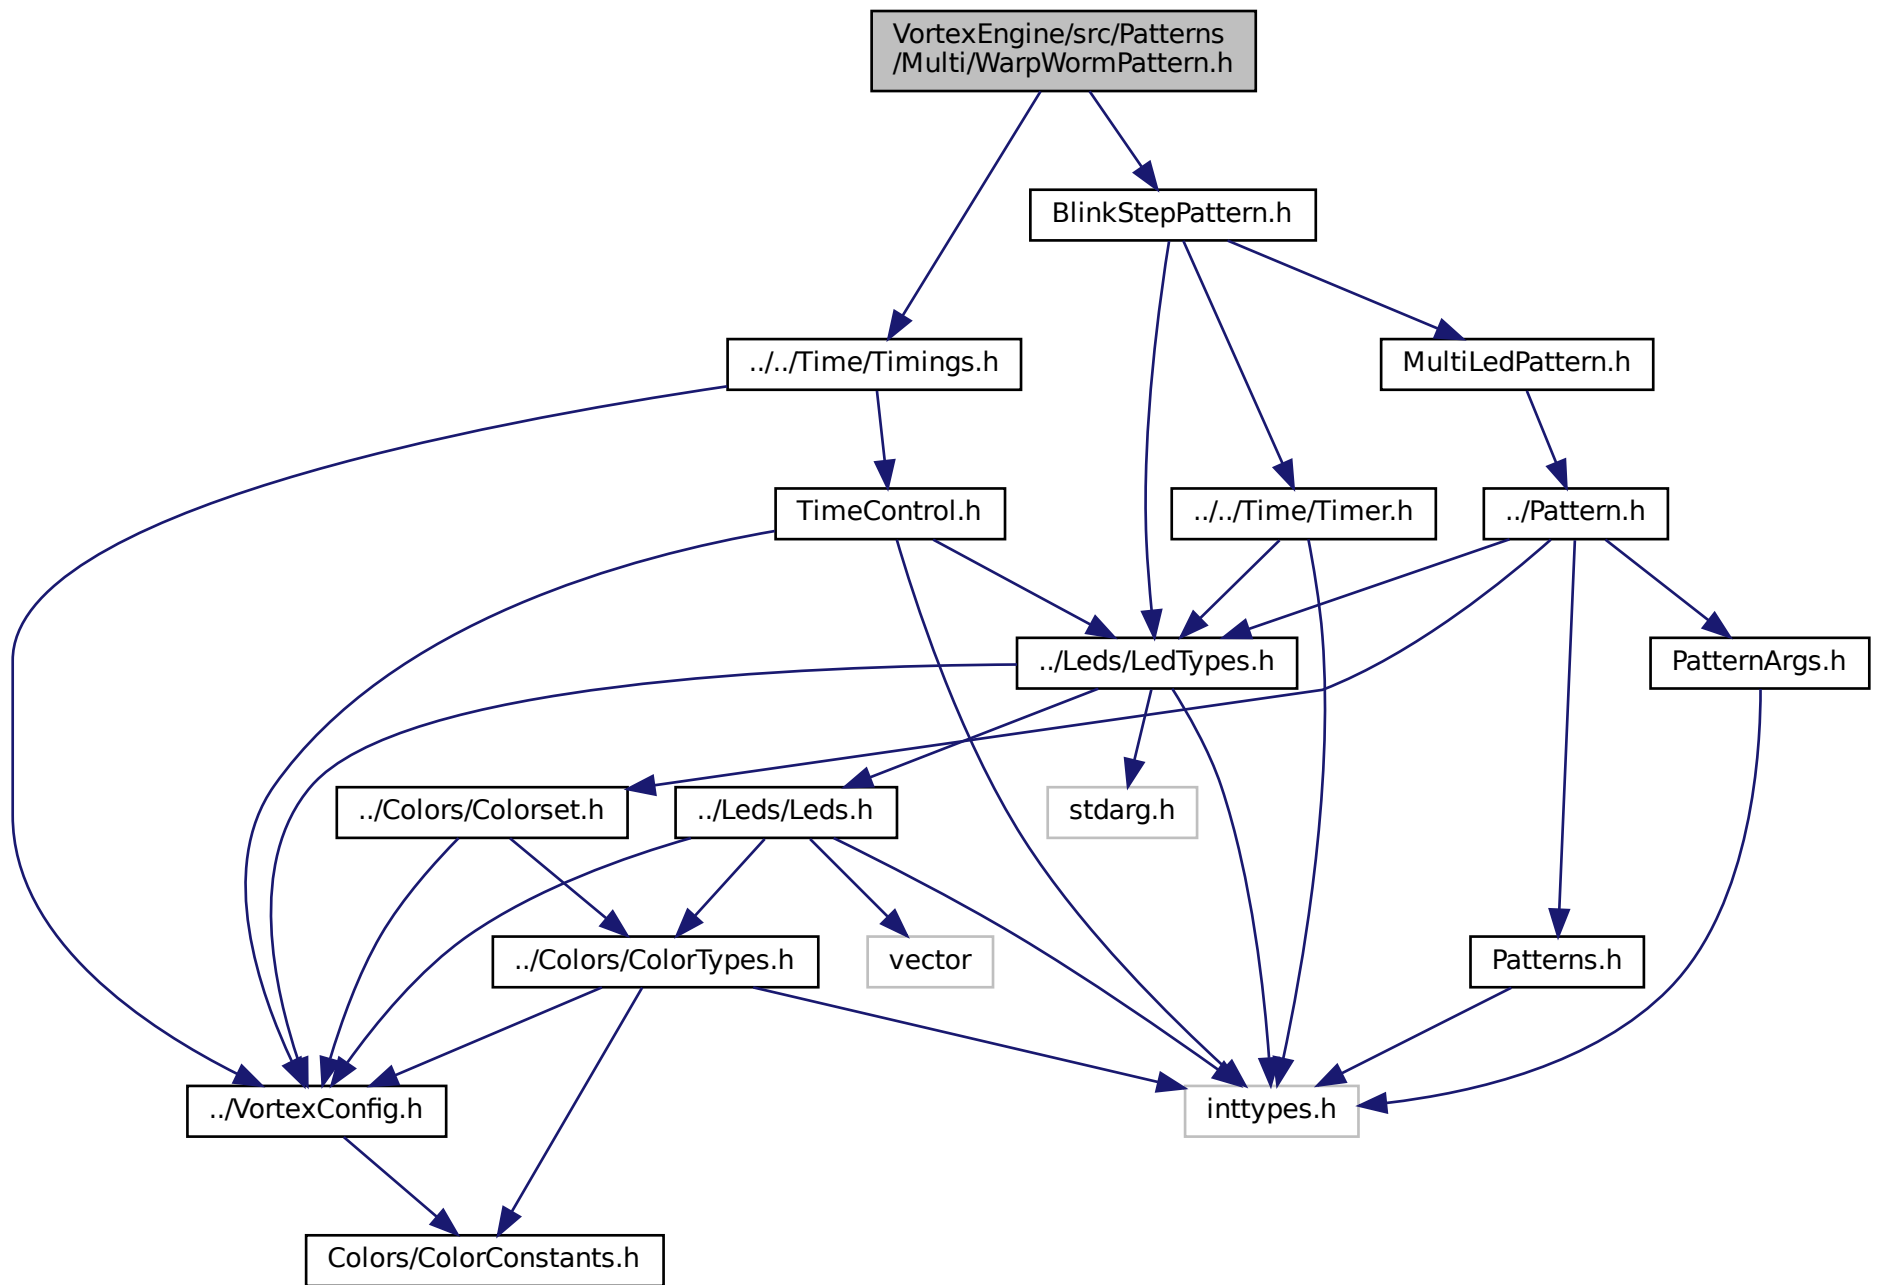 VortexEngine/src/Patterns
/Multi/WarpWormPattern.h
BlinkStepPattern.h
../../Time/Timings.h
MultiLedPattern.h
TimeControl.h
../../Time/Timer.h
../Pattern.h
../Leds/LedTypes.h
PatternArgs.h
../Colors/Colorset.h
../Leds/Leds.h
stdarg.h
../Colors/ColorTypes.h
vector
Patterns.h
../VortexConfig.h
inttypes.h
Colors/ColorConstants.h